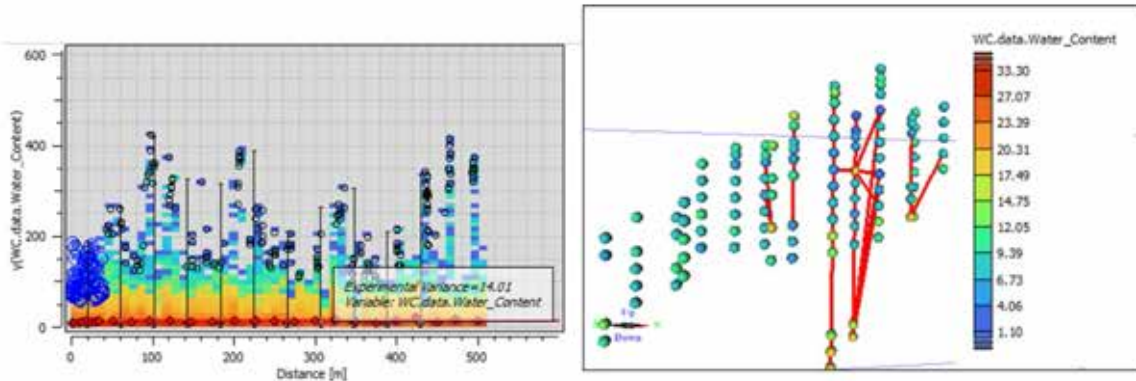 600
400
200
0
γ(WC.data.Water_Content)
Experimental Variance=14.01
Variable: WC.data.Water_Content
0 100 200 300 400 500
Distance [m]
WC.data.Water_Content
33.30
27.07
23.39
20.31
17.49
14.05
9.39
6.73
4.06
1.10
Up
Down